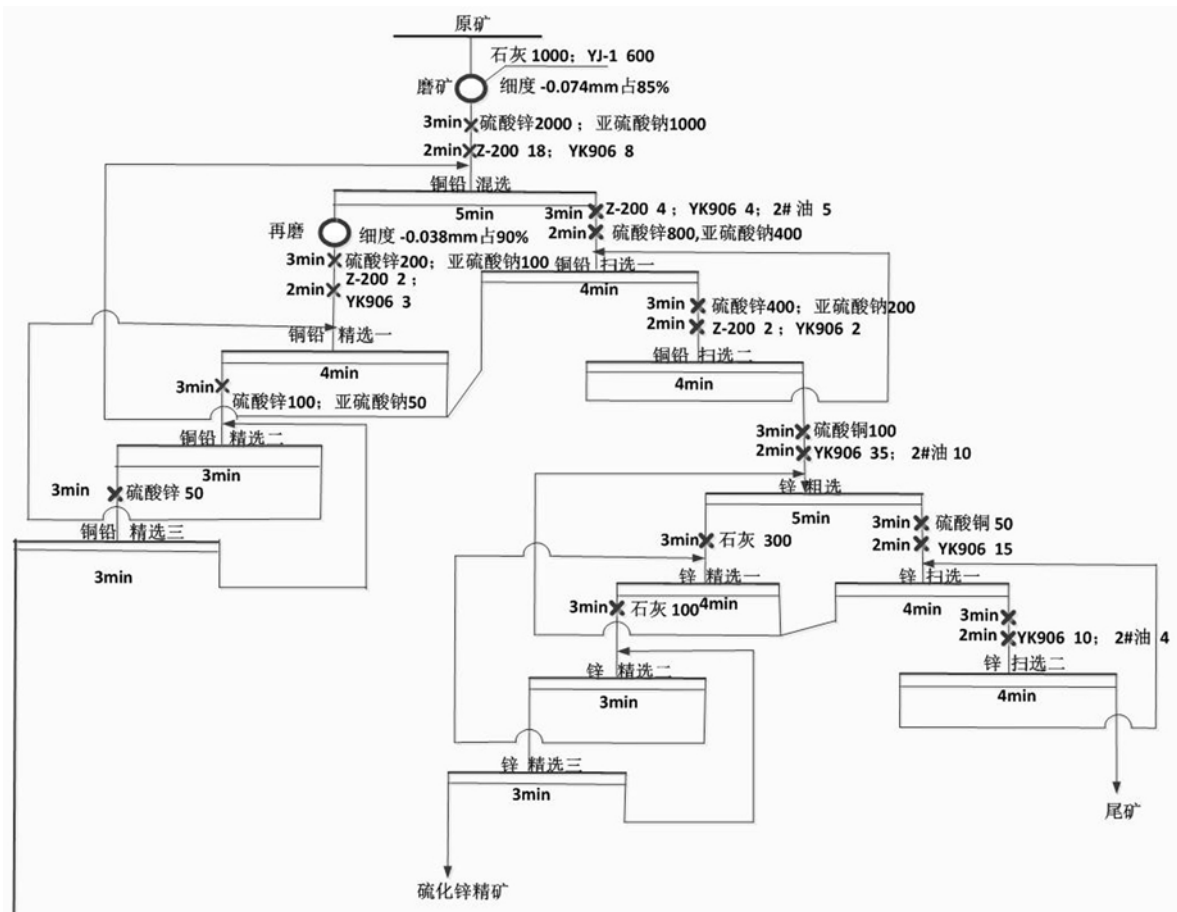 原矿
石灰 1000；YJ-1 600
磨矿
细度 -0.074mm占85%
3min 硫酸锌2000；亚硫酸钠1000
2min Z-200 18；YK906 8
铜铅 混选
5min
3min Z-200 4；YK906 4；2#油 5
2min 硫酸锌800,亚硫酸钠400
再磨
细度 -0.038mm占90%
3min 硫酸锌200；亚硫酸钠100
2min Z-200 2；
YK906 3
铜铅 扫选一
4min
3min 硫酸锌400；亚硫酸钠200
2min Z-200 2；YK906 2
铜铅 精选一
4min
铜铅 扫选二
4min
3min
硫酸锌100；亚硫酸钠50
铜铅 精选二
3min
3min 硫酸铜100
2min YK906 35；2#油 10
3min 硫酸锌 50
锌 粗选
5min
铜铅 精选三
3min
3min 硫酸铜 50
2min YK906 15
3min 石灰 300
锌 精选一
4min
锌 扫选一
4min
3min 石灰 100
3min
2min YK906 10；2#油 4
锌 精选二
3min
锌 扫选二
4min
锌 精选三
3min
尾矿
硫化锌精矿